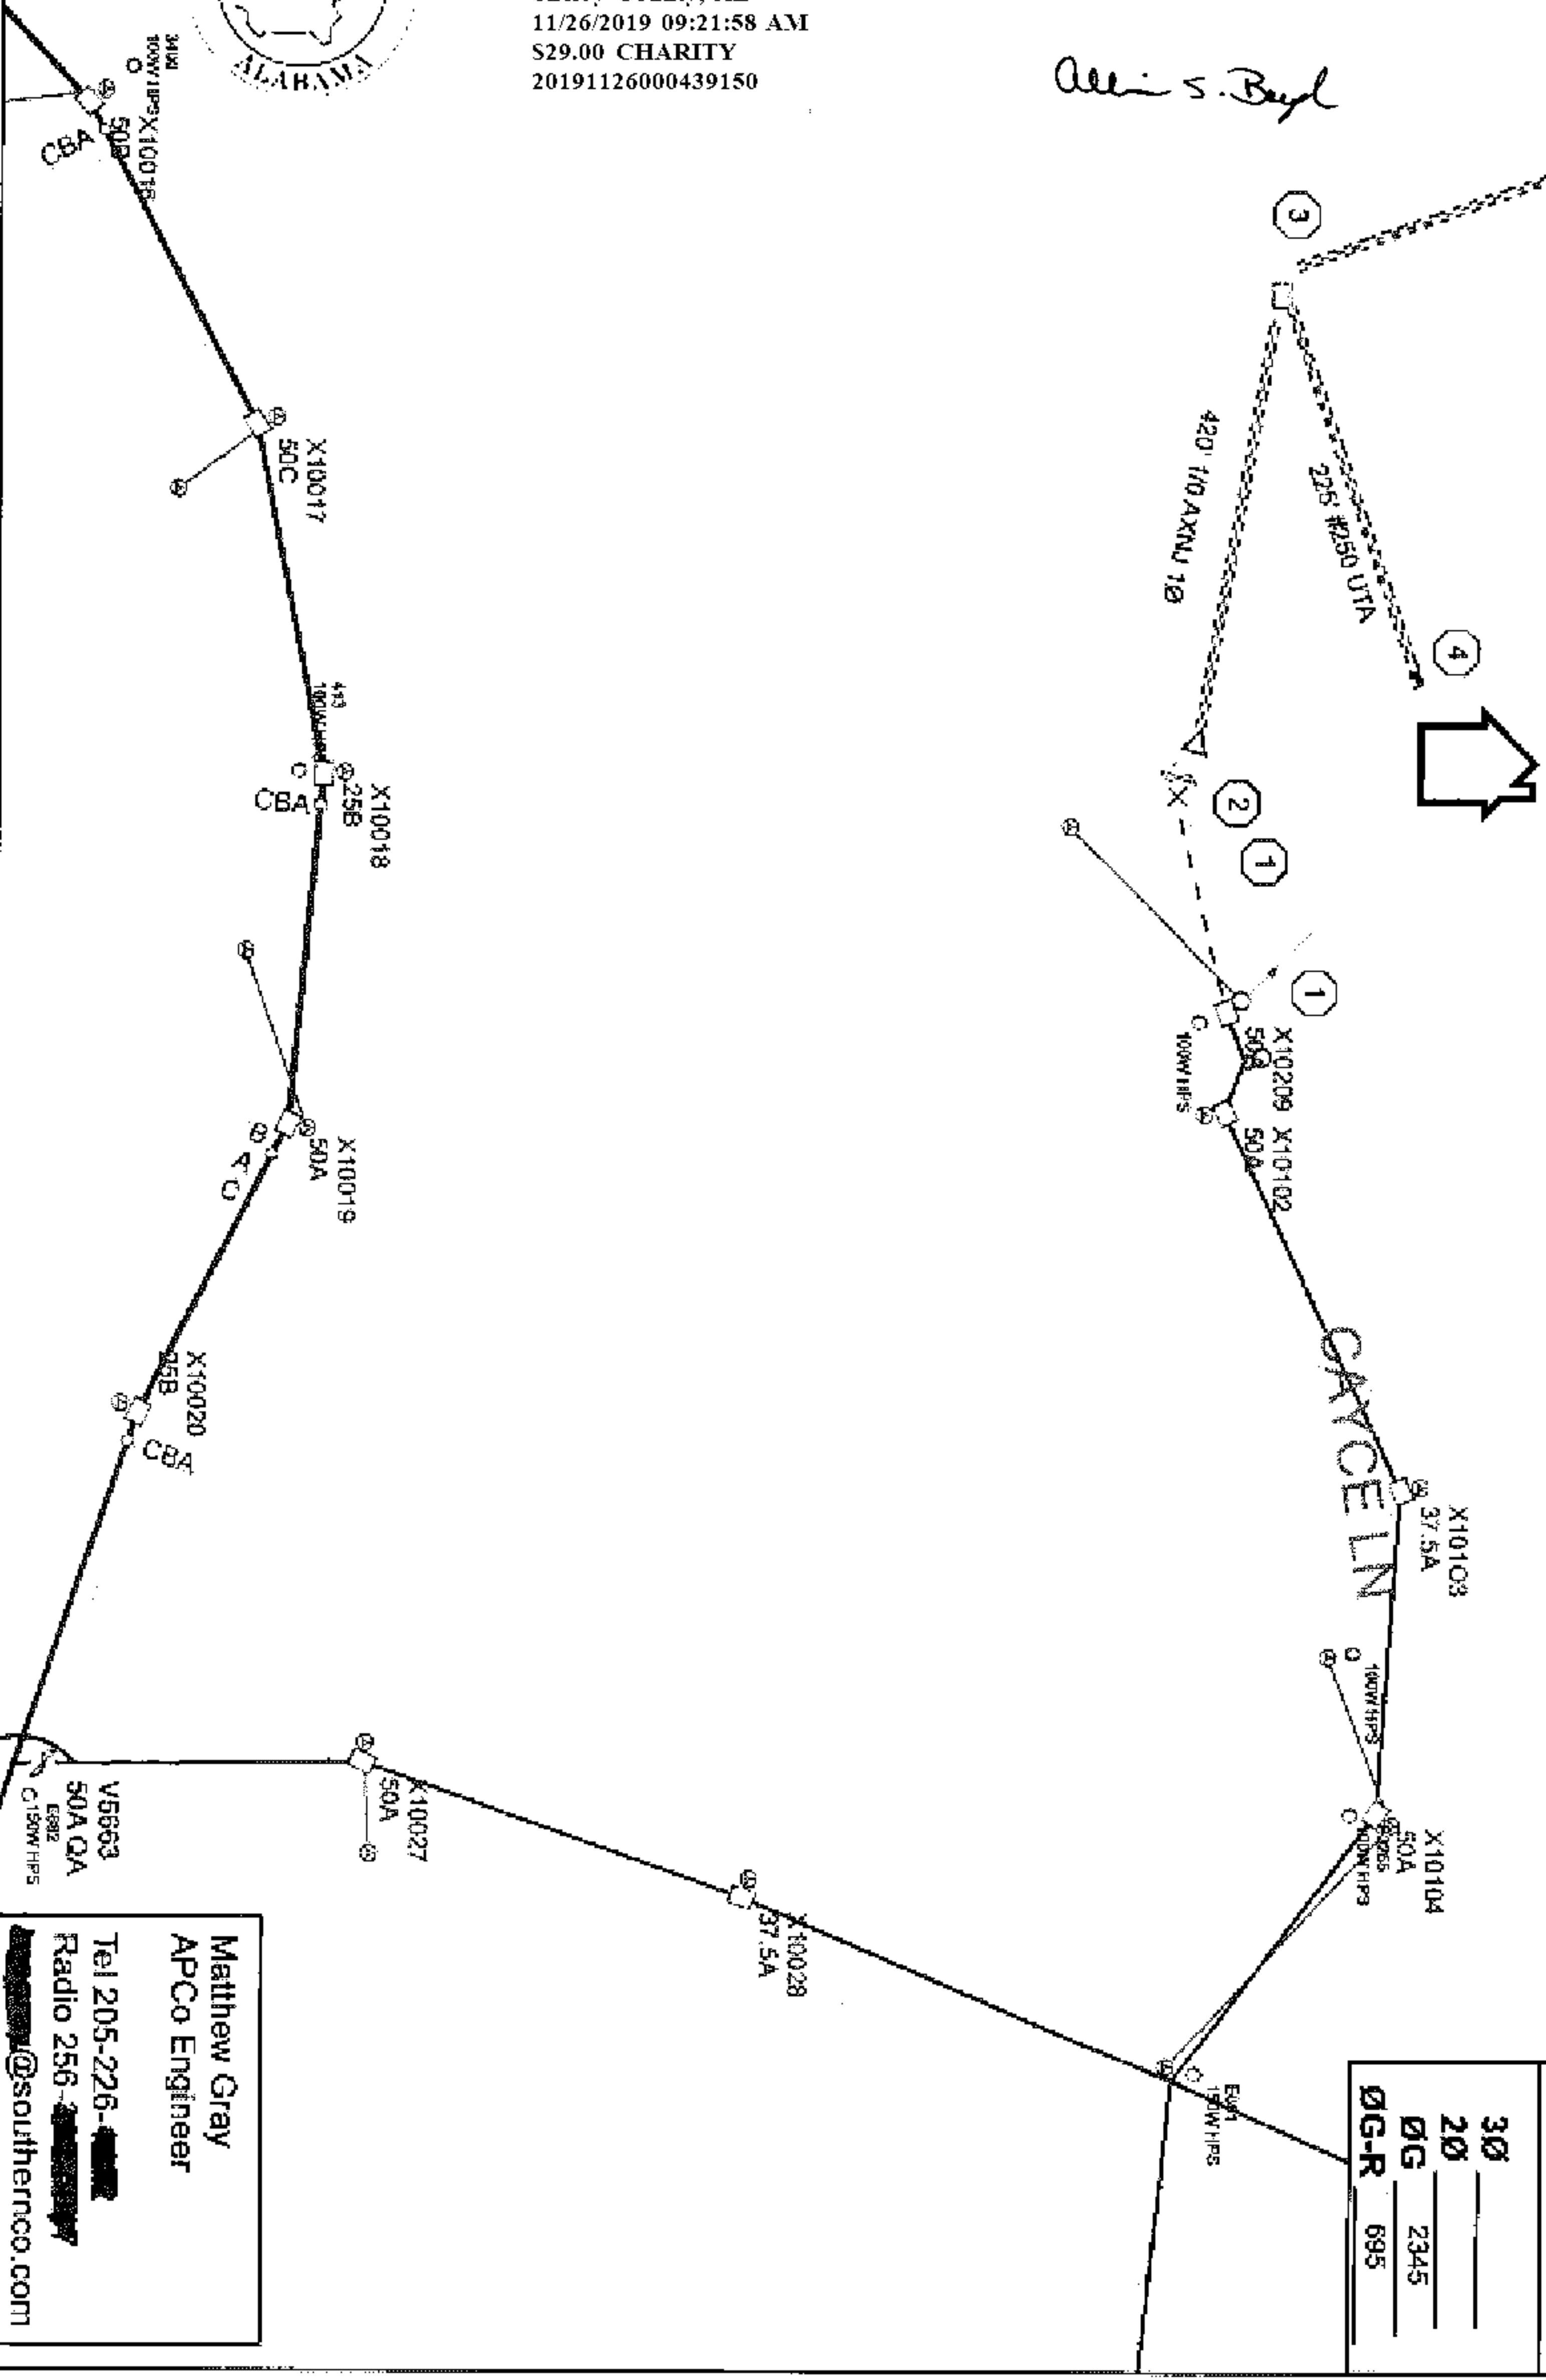 ALABAMA
11/26/2019 09:21:58 AM
$29.00 CHARITY
20191126000439150
Allison S. Boyd
3
4
2
1
1
420' 1/0 AXNJ 1Ø
225' #250 UTA
100W HPS
X10016
50B
CBA
X10017
50C
100W HPS
X10018
25B
CBA
X10019
50A
B
A
C
X10020
25B
CBA
X10209
50A
100W HPS
X10102
50A
CAYCE LN
X10103
37.5A
100W HPS
X10104
50A
100W HPS
X10027
50A
X10028
37.5A
150W HPS
V5663
50A QA
150W HPS
3Ø
2Ø
ØG 2345
ØG-R 695
Matthew Gray
APCo Engineer
Tel 205-226-
Radio 256-
@southernco.com